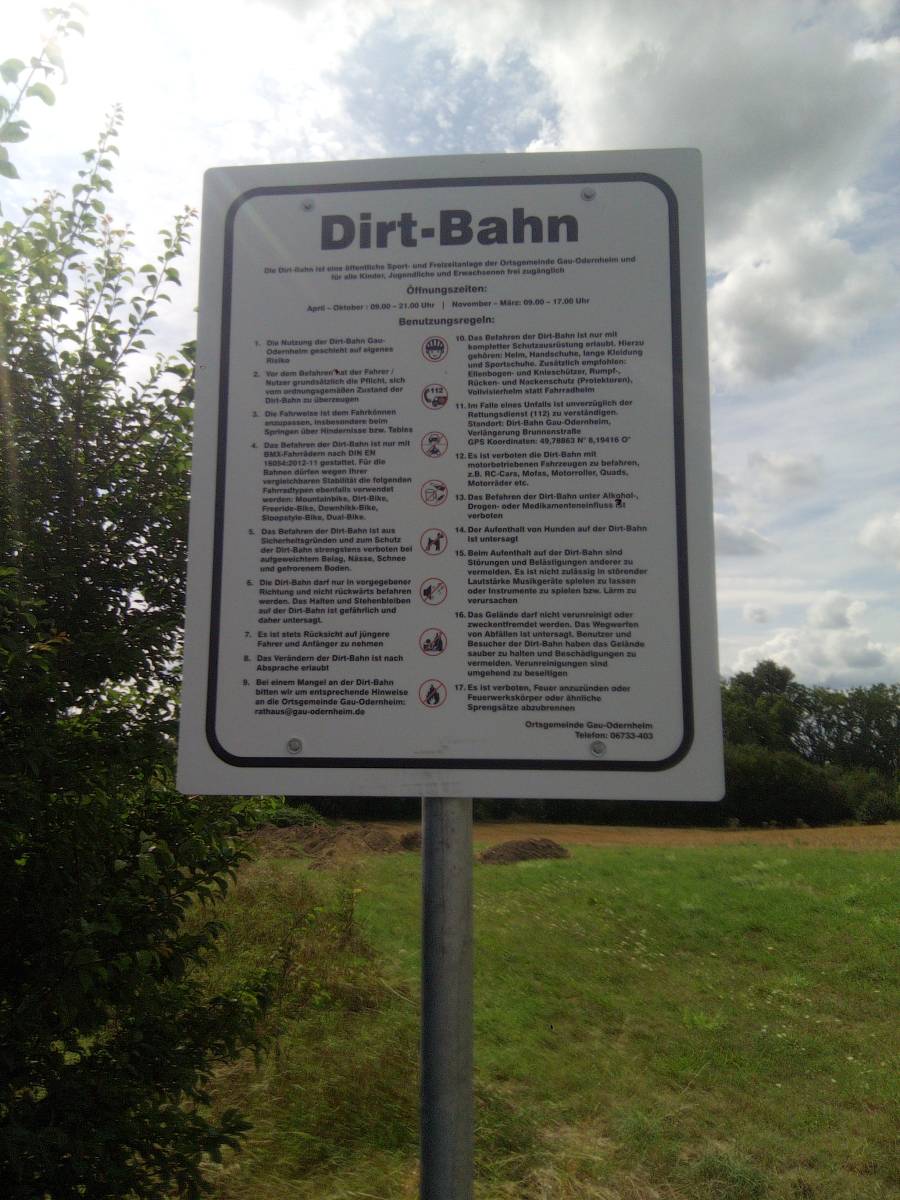 Dirt-Bahn
Die Dirt-Bahn ist eine öffentliche Sport- und Freizeitanlage der Ortsgemeinde Gau-Odernheim und
für alle Kinder, Jugendliche und Erwachsenen frei zugänglich
Öffnungszeiten:
April – Oktober : 09.00 – 21.00 Uhr | November – März: 09.00 – 17.00 Uhr
Benutzungsregeln:
1. Die Nutzung der Dirt-Bahn Gau-
Odernheim geschieht auf eigenes
Risiko
2. Vor dem Befahren hat der Fahrer /
Nutzer grundsätzlich die Pflicht, sich
vom ordnungsgemäßen Zustand der
Dirt-Bahn zu überzeugen
3. Die Fahrweise ist dem Fahrkönnen
anzupassen, insbesondere beim
Springen über Hindernisse bzw. Tables
4. Das Befahren der Dirt-Bahn ist nur mit
BMX-Fahrrädern nach DIN EN
16054:2012-11 gestattet. Für die
Bahnen dürfen wegen ihrer
vergleichbaren Stabilität die folgenden
Fahrradtypen ebenfalls verwendet
werden: Mountainbike, Dirt-Bike,
Freeride-Bike, Downhikk-Bike,
Sloopstyle-Bike, Dual-Bike.
5. Das Befahren der Dirt-Bahn ist aus
Sicherheitsgründen und zum Schutz
der Dirt-Bahn strengstens verboten bei
aufgeweichtem Belag, Nässe, Schnee
und gefrorenem Boden.
6. Die Dirt-Bahn darf nur in vorgegebener
Richtung und nicht rückwärts befahren
werden. Das Halten und Stehenbleiben
auf der Dirt-Bahn ist gefährlich und
daher untersagt.
7. Es ist stets Rücksicht auf jüngere
Fahrer und Anfänger zu nehmen
8. Das Verändern der Dirt-Bahn ist nach
Absprache erlaubt
9. Bei einem Mangel an der Dirt-Bahn
bitten wir um entsprechende Hinweise
an die Ortsgemeinde Gau-Odernheim:
rathaus@gau-odernheim.de
112
10. Das Befahren der Dirt-Bahn ist nur mit
kompletter Schutzausrüstung erlaubt. Hierzu
gehören: Helm, Handschuhe, lange Kleidung
und Sportschuhe. Zusätzlich empfohlen:
Ellenbogen- und Knieschützer, Rumpf-,
Rücken- und Nackenschutz (Protektoren),
Vollvisierhelm statt Fahrradhelm
11. Im Falle eines Unfalls ist unverzüglich der
Rettungsdienst (112) zu verständigen.
Standort: Dirt-Bahn Gau-Odernheim,
Verlängerung Brunnenstraße
GPS Koordinaten: 49,78863 N° 8,19416 O°
12. Es ist verboten die Dirt-Bahn mit
motorbetriebenen Fahrzeugen zu befahren,
z.B. RC-Cars, Mofas, Motorroller, Quads,
Motorräder etc.
13. Das Befahren der Dirt-Bahn unter Alkohol-,
Drogen- oder Medikamenteneinfluss ist
verboten
14. Der Aufenthalt von Hunden auf der Dirt-Bahn
ist untersagt
15. Beim Aufenthalt auf der Dirt-Bahn sind
Störungen und Belästigungen anderer zu
vermeiden. Es ist nicht zulässig in störender
Lautstärke Musikgeräte spielen zu lassen
oder Instrumente zu spielen bzw. Lärm zu
verursachen
16. Das Gelände darf nicht verunreinigt oder
zweckentfremdet werden. Das Wegwerfen
von Abfällen ist untersagt. Benutzer und
Besucher der Dirt-Bahn haben das Gelände
sauber zu halten und Beschädigungen zu
vermeiden. Verunreinigungen sind
umgehend zu beseitigen
17. Es ist verboten, Feuer anzuzünden oder
Feuerwerkskörper oder ähnliche
Sprengsätze abzubrennen
Ortsgemeinde Gau-Odernheim
Telefon: 06733-403